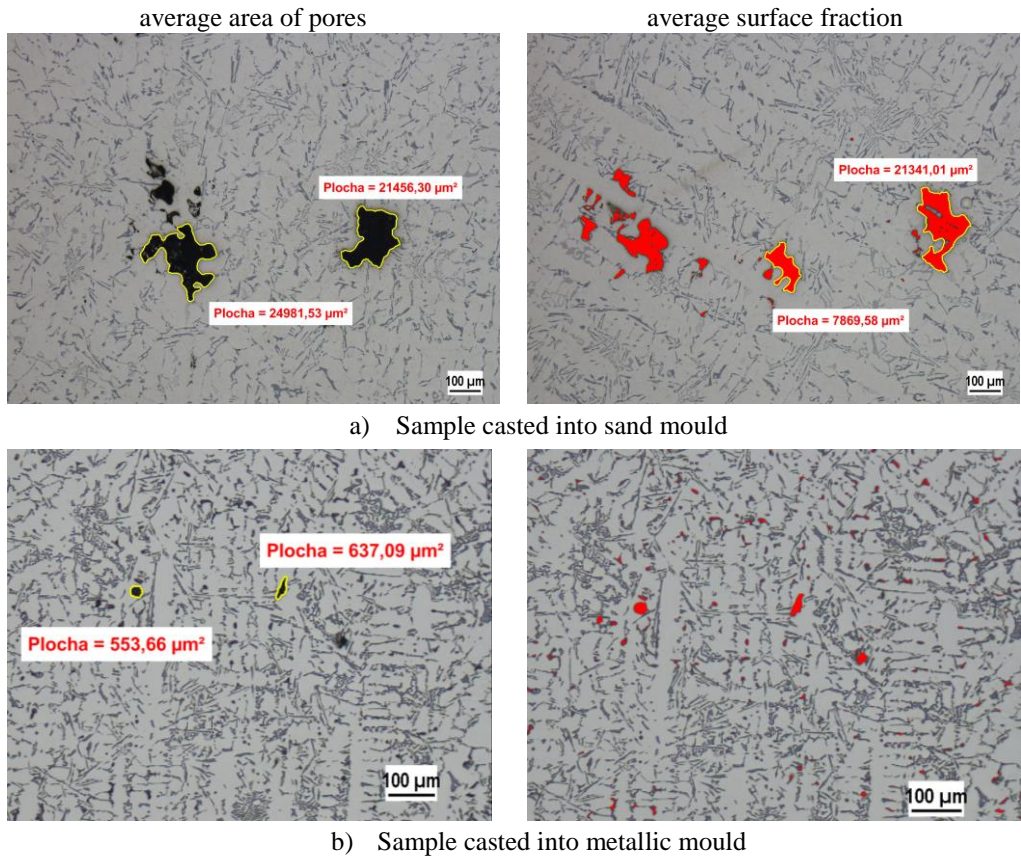 average area of pores
average surface fraction
Plocha = 21456,30 µm²
Plocha = 24981,53 µm²
100 µm
Plocha = 21341,01 µm²
Plocha = 7869,58 µm²
100 µm
a) Sample casted into sand mould
Plocha = 637,09 µm²
Plocha = 553,66 µm²
100 µm
100 µm
b) Sample casted into metallic mould